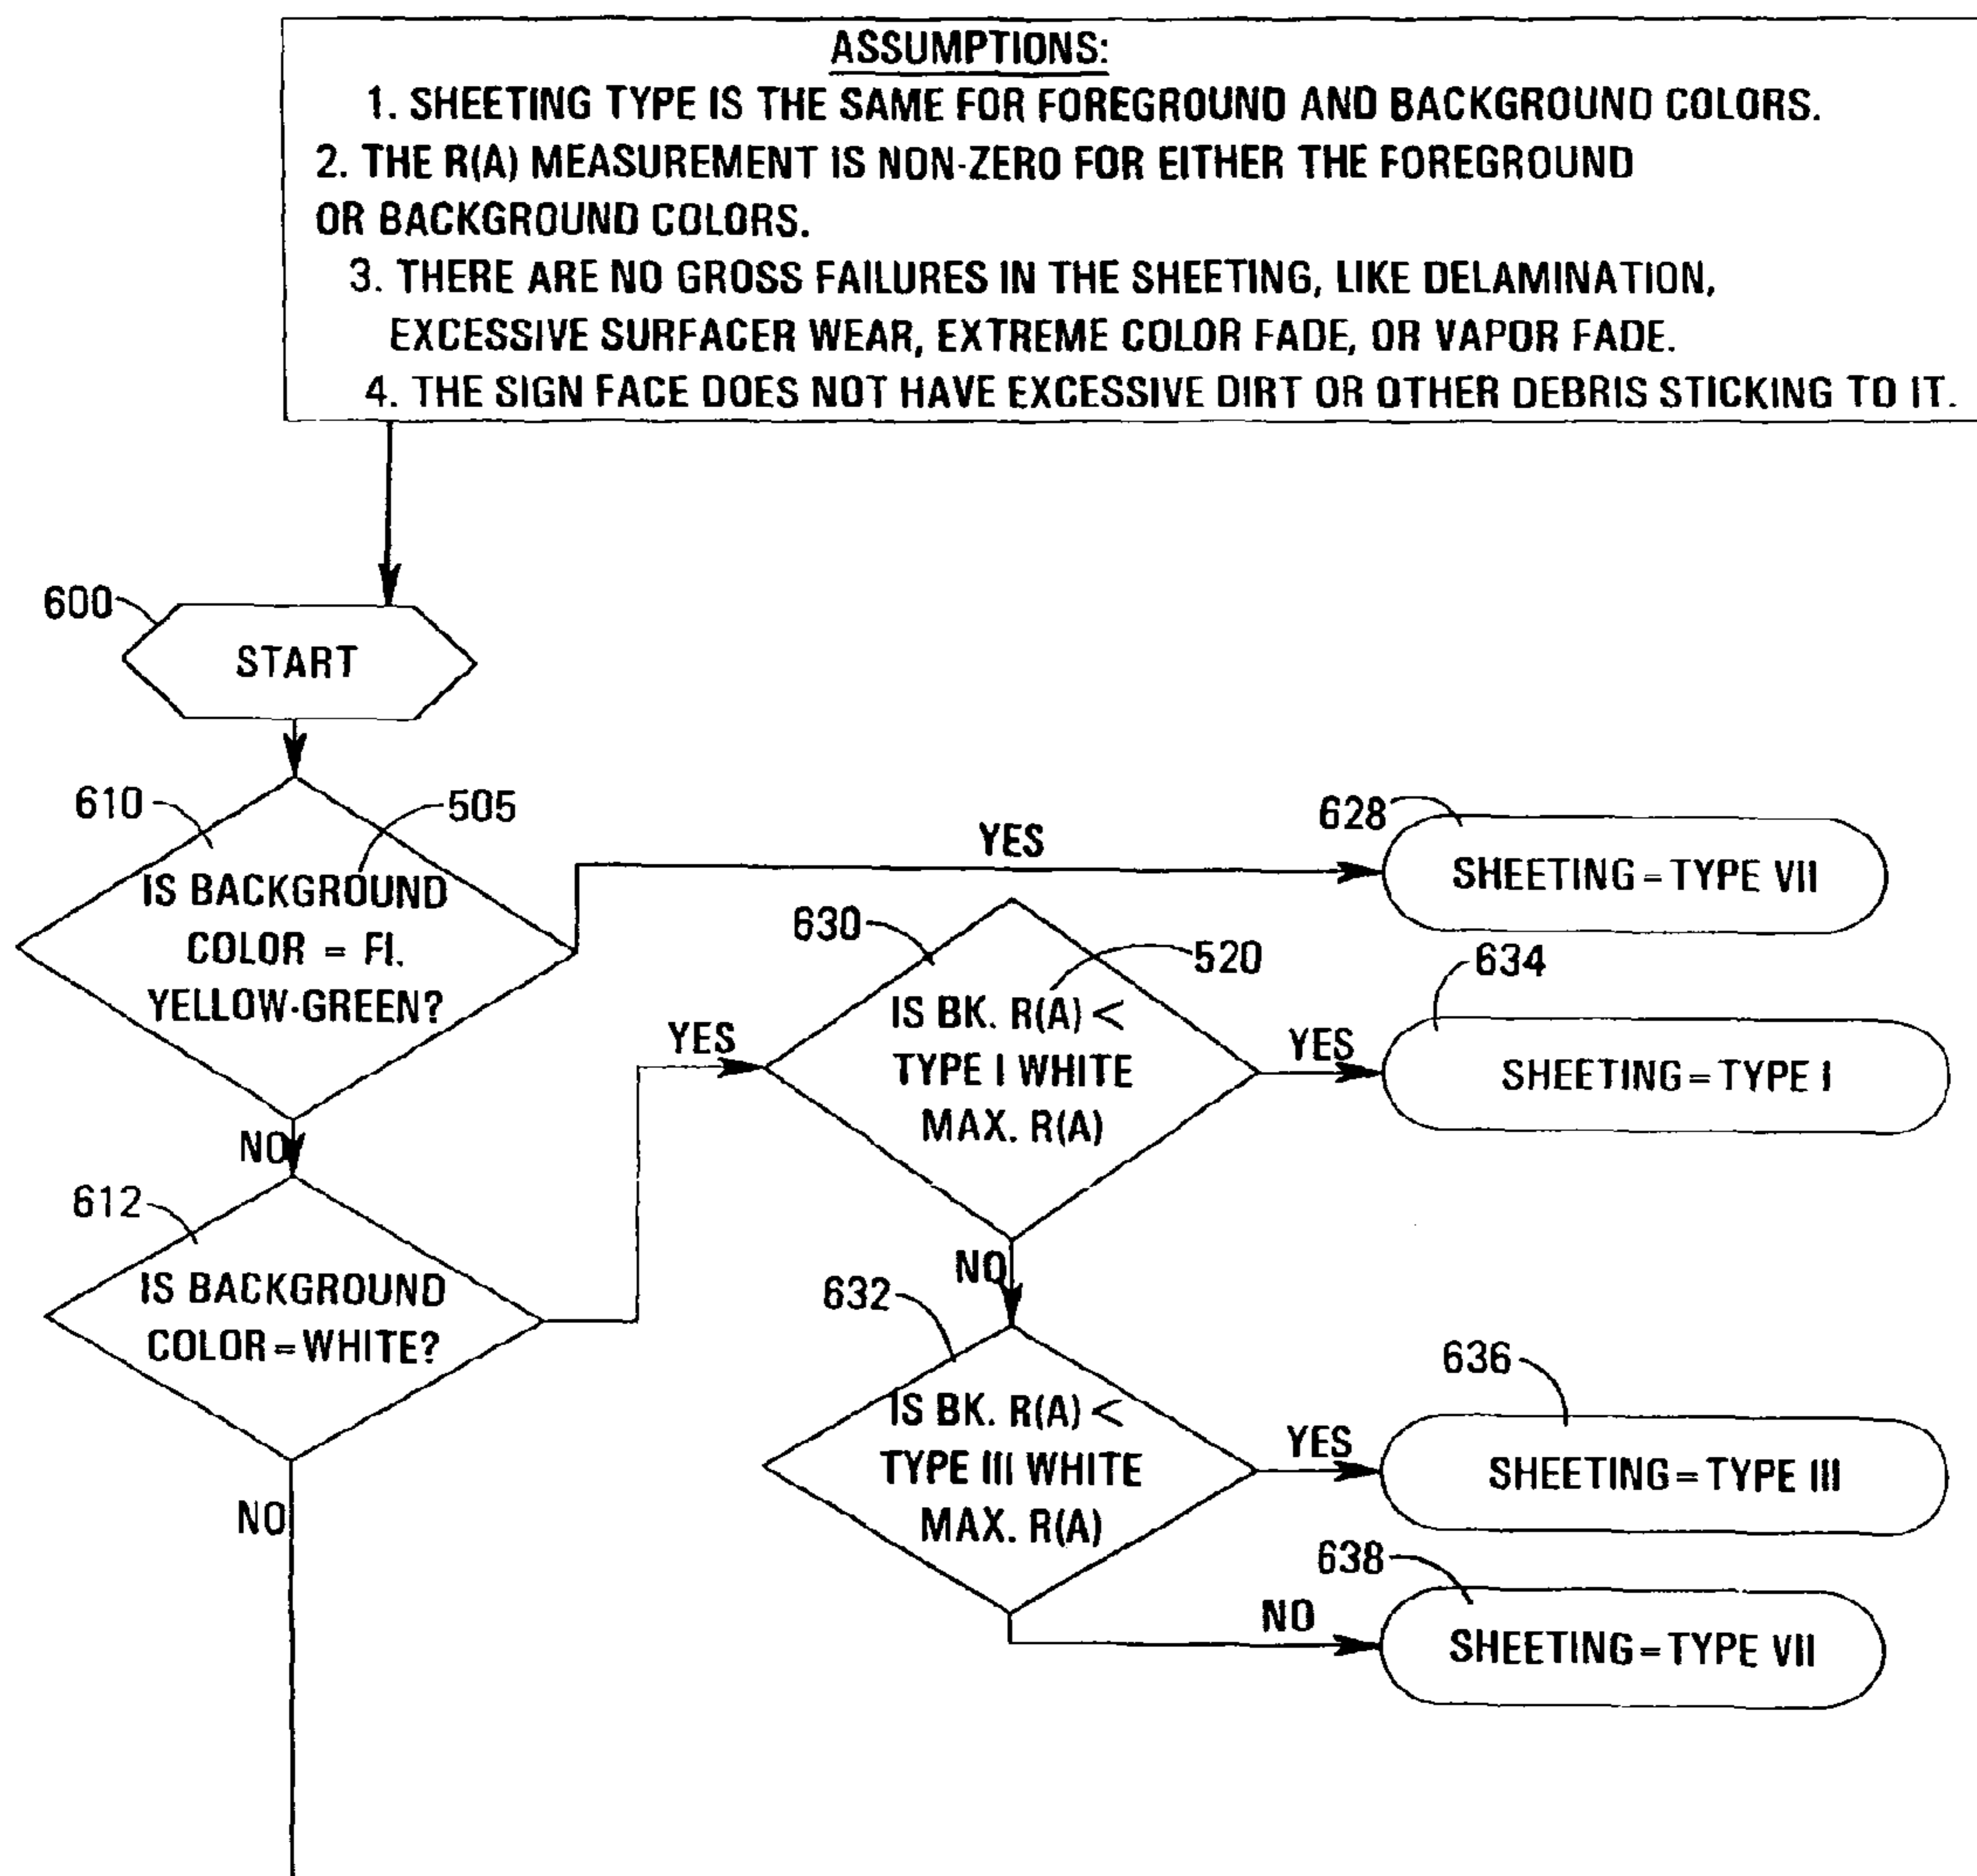 ASSUMPTIONS:
1. SHEETING TYPE IS THE SAME FOR FOREGROUND AND BACKGROUND COLORS.
2. THE R(A) MEASUREMENT IS NON-ZERO FOR EITHER THE FOREGROUND
OR BACKGROUND COLORS.
3. THERE ARE NO GROSS FAILURES IN THE SHEETING, LIKE DELAMINATION,
EXCESSIVE SURFACER WEAR, EXTREME COLOR FADE, OR VAPOR FADE.
4. THE SIGN FACE DOES NOT HAVE EXCESSIVE DIRT OR OTHER DEBRIS STICKING TO IT.
600
START
610
505
IS BACKGROUND
COLOR = FI.
YELLOW-GREEN?
YES
628
SHEETING = TYPE VII
NO
612
IS BACKGROUND
COLOR = WHITE?
YES
630
520
IS BK. R(A) <
TYPE I WHITE
MAX. R(A)
YES
634
SHEETING = TYPE I
NO
632
IS BK. R(A) <
TYPE III WHITE
MAX. R(A)
YES
636
SHEETING = TYPE III
NO
638
SHEETING = TYPE VII
NO